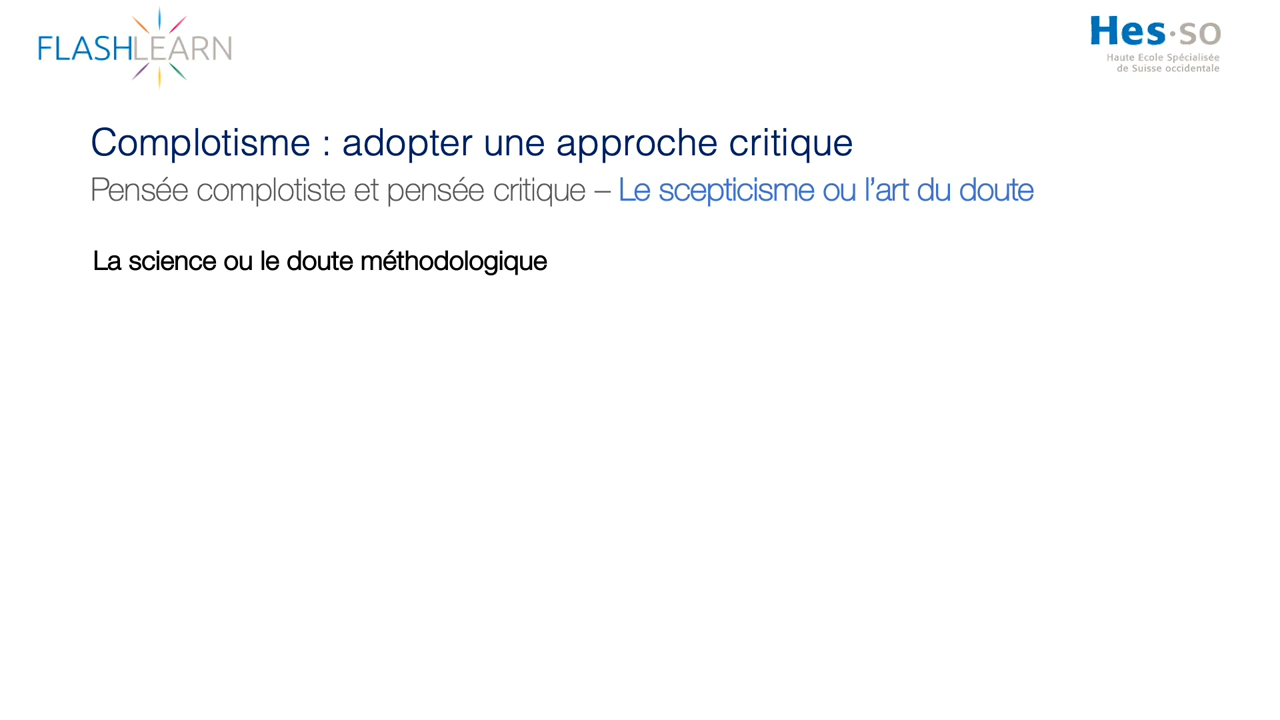 FLASHLEARN
Hes·so
Haute Ecole Spécialisée
de Suisse occidentale
Complotisme : adopter une approche critique
Pensée complotiste et pensée critique – Le scepticisme ou l’art du doute
La science ou le doute méthodologique